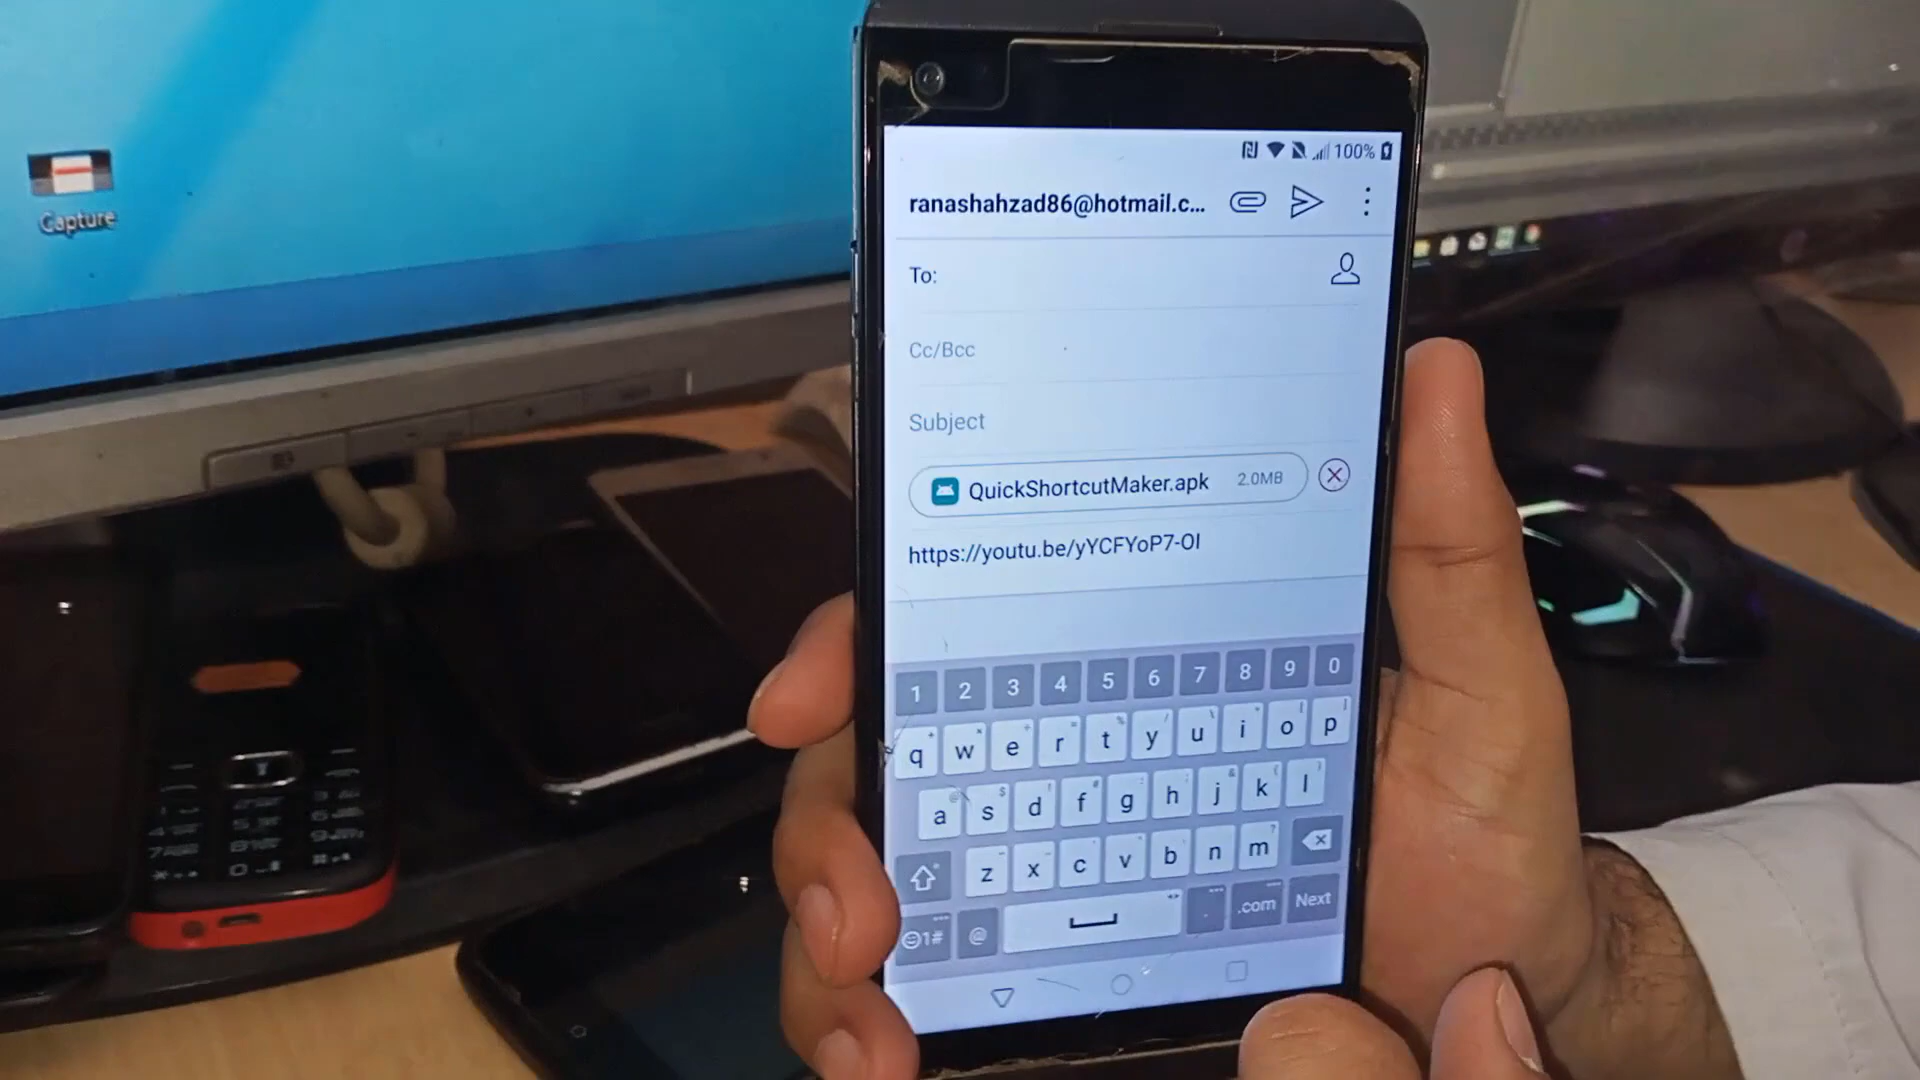 Capture
100%
ranashahzad86@hotmail.c...
To:
Cc/Bcc
Subject
QuickShortcutMaker.apk 2.0MB
https://youtu.be/yYCFYoP7-OI
1 2 3 4 5 6 7 8 9 0
q w e r t y u i o p
a s d f g h j k l
z x c v b n m
1# @ . .com Next